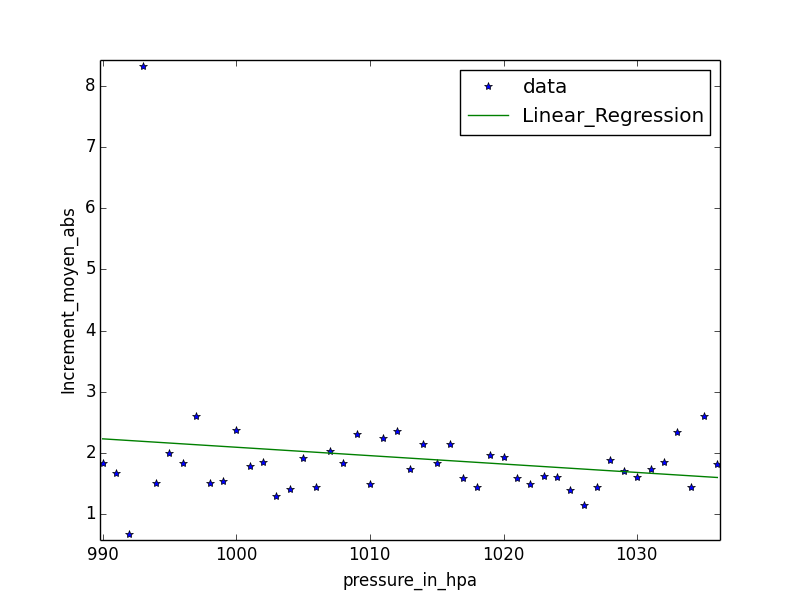 data
Linear_Regression
8
7
6
5
4
3
2
1
Increment_moyen_abs
990 1000 1010 1020 1030
pressure_in_hpa